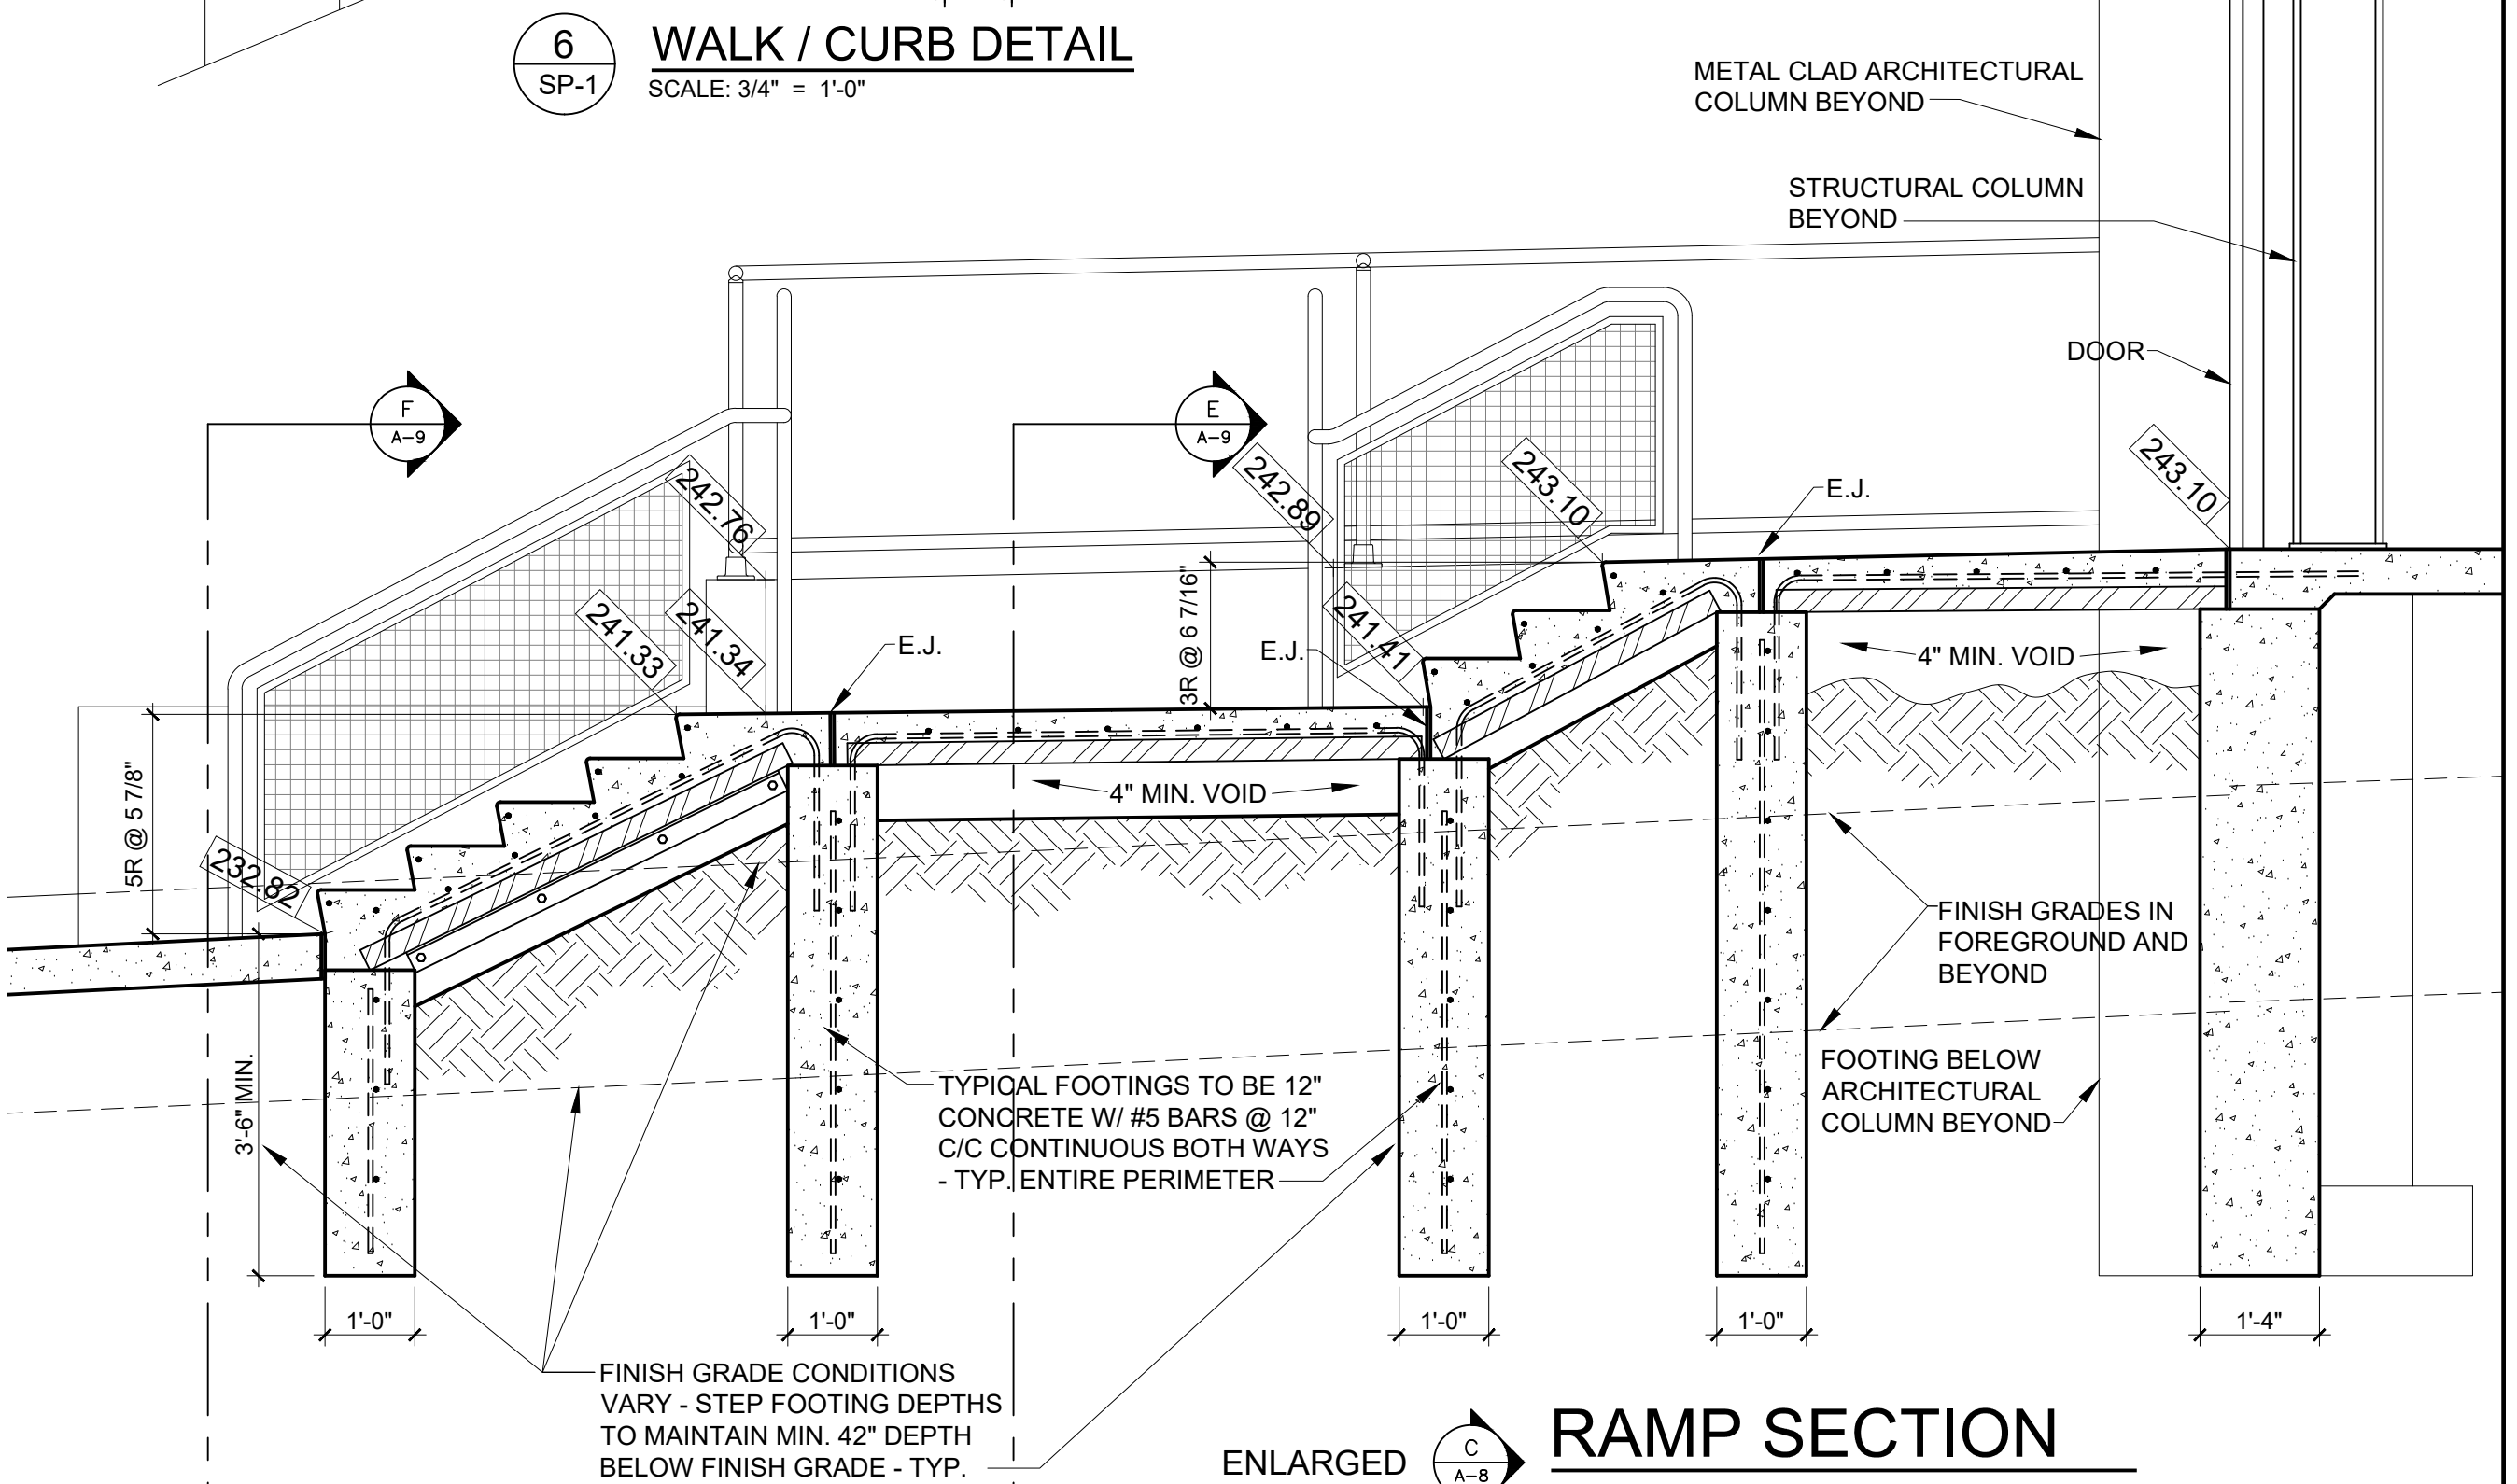 6
SP-1
WALK / CURB DETAIL
SCALE: 3/4" = 1'-0"
METAL CLAD ARCHITECTURAL
COLUMN BEYOND
STRUCTURAL COLUMN
BEYOND
DOOR
F
A-9
E
A-9
242.76
242.89
243.10
E.J.
243.10
241.33
241.34
E.J.
3R @ 6 7/16"
E.J.
241.41
4" MIN. VOID
5R @ 5 7/8"
4" MIN. VOID
232.82
FINISH GRADES IN
FOREGROUND AND
BEYOND
3'-6" MIN.
TYPICAL FOOTINGS TO BE 12"
CONCRETE W/ #5 BARS @ 12"
C/C CONTINUOUS BOTH WAYS
- TYP. ENTIRE PERIMETER
FOOTING BELOW
ARCHITECTURAL
COLUMN BEYOND
1'-0"
1'-0"
1'-0"
1'-0"
1'-4"
FINISH GRADE CONDITIONS
VARY - STEP FOOTING DEPTHS
TO MAINTAIN MIN. 42" DEPTH
BELOW FINISH GRADE - TYP.
ENLARGED
C
A-8
RAMP SECTION